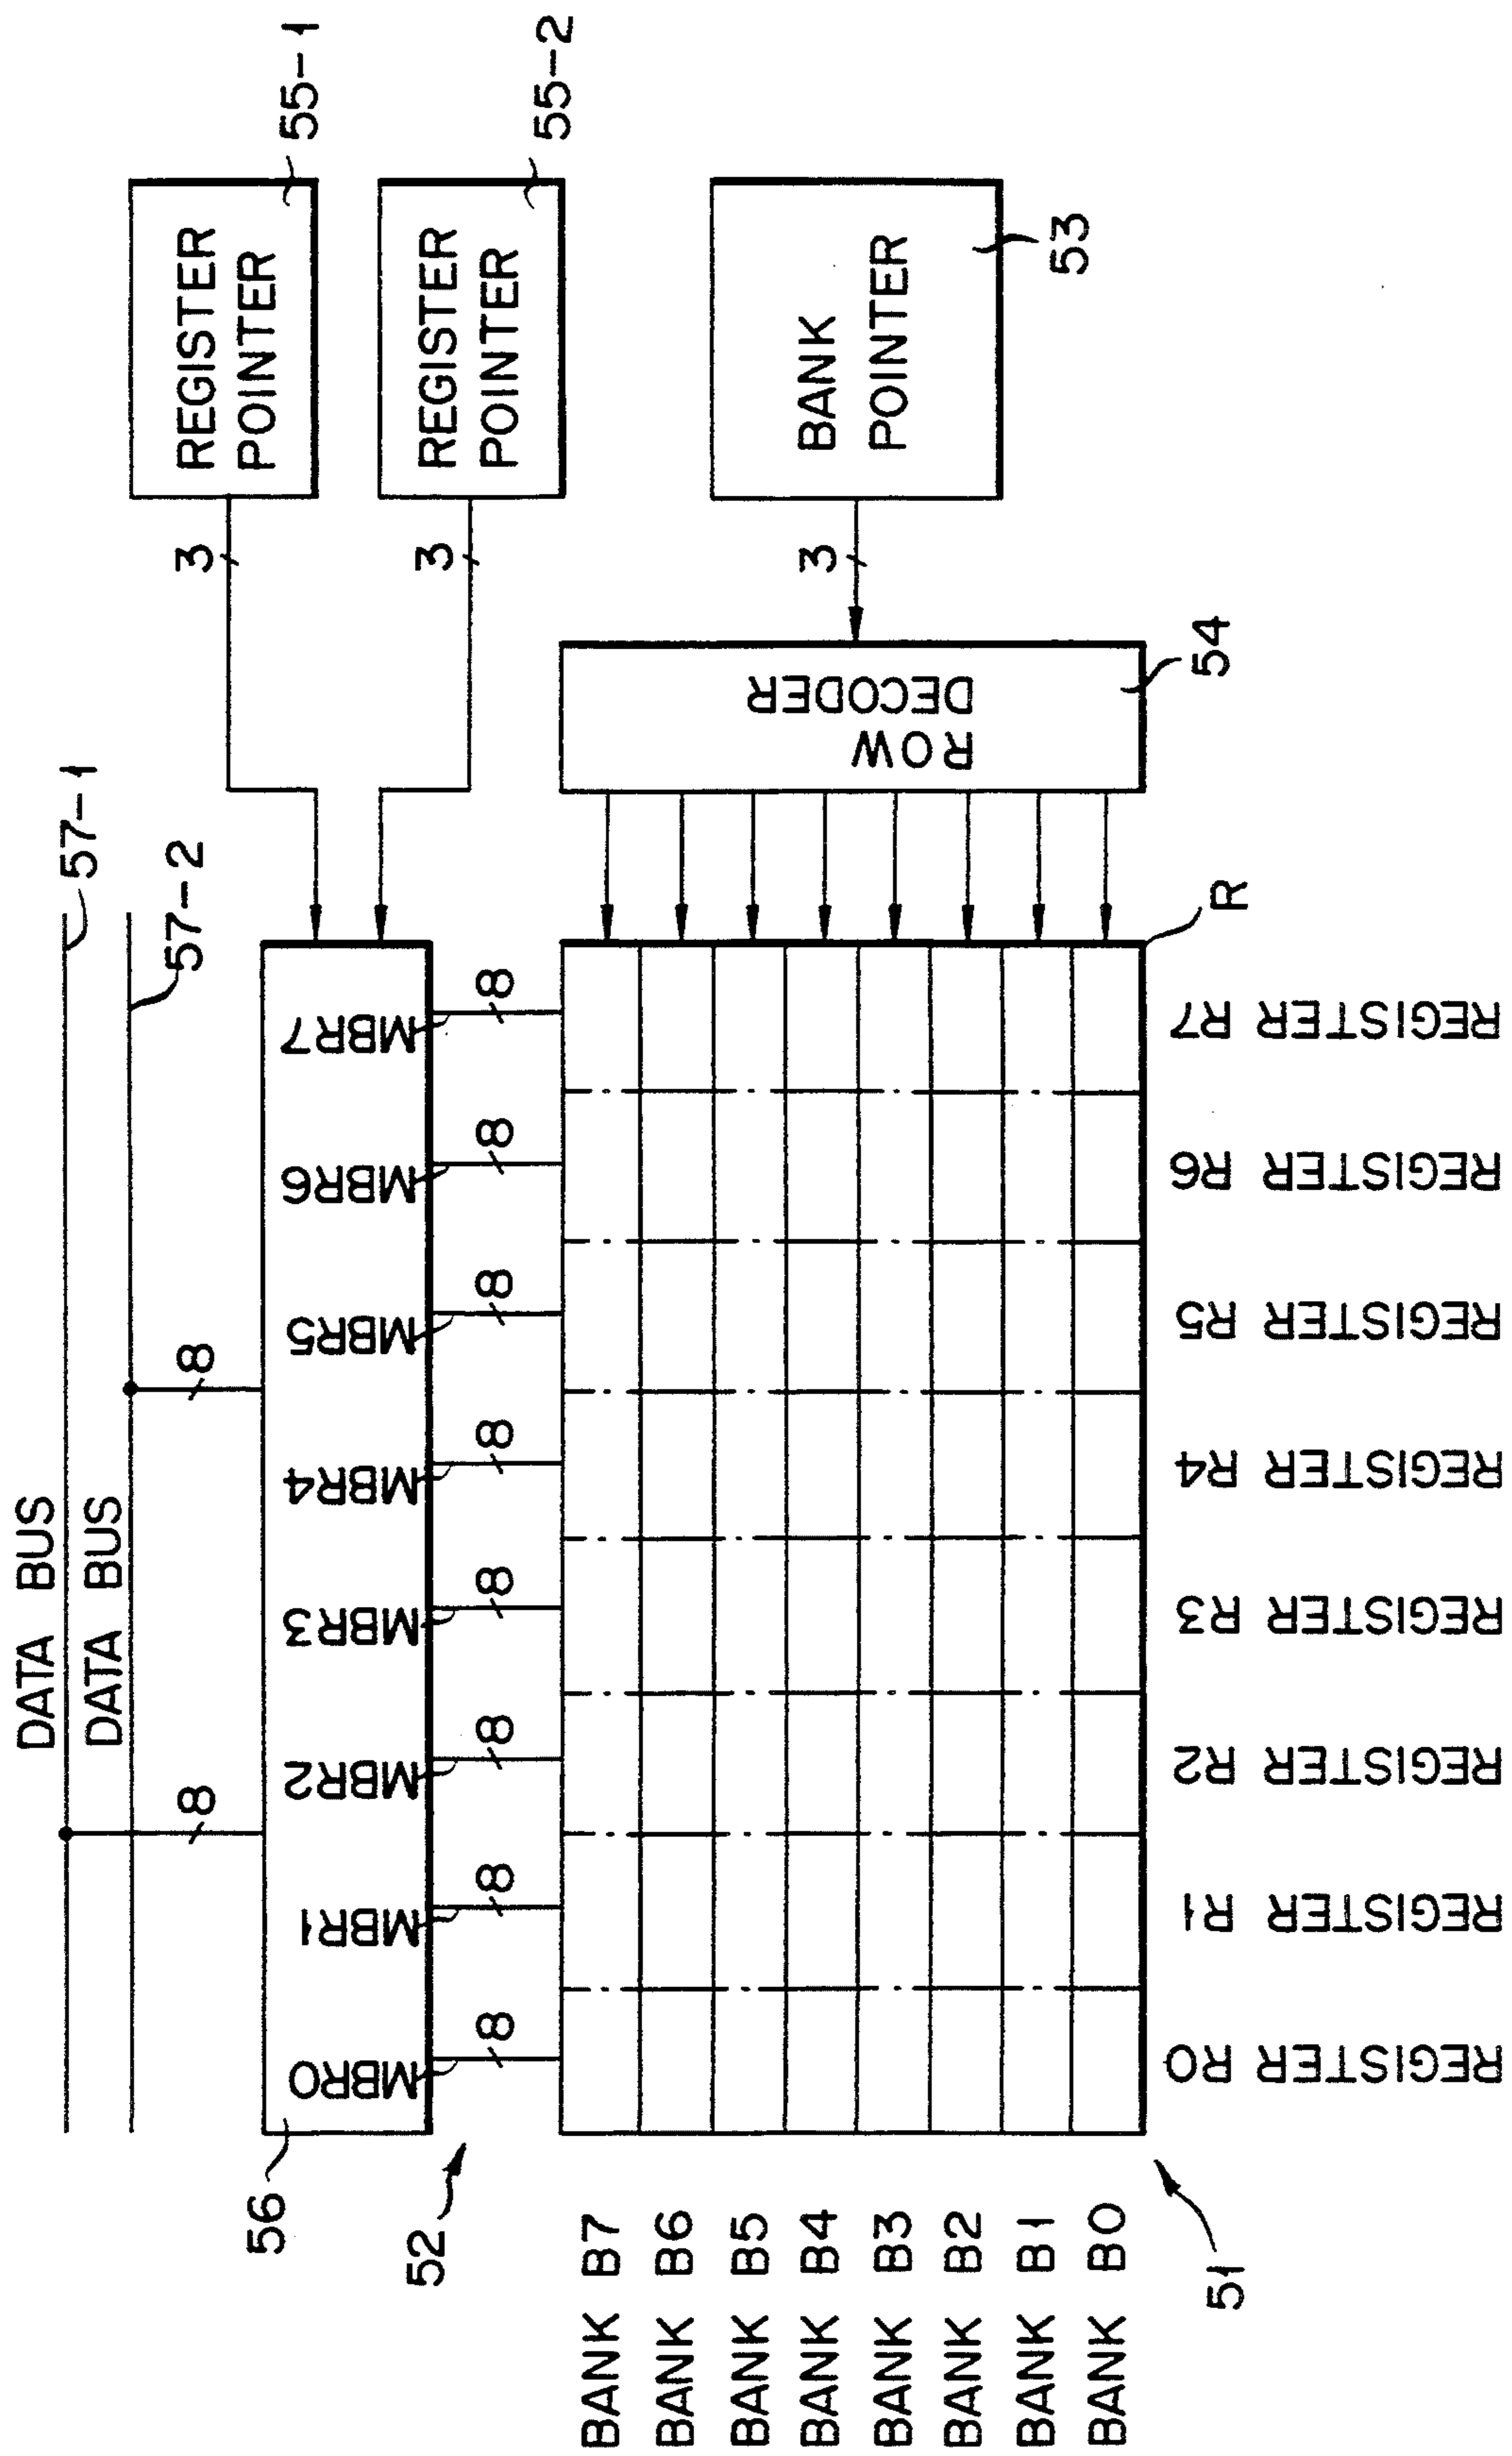 DATA BUS
57-1
DATA BUS
57-2
8
8
REGISTER
POINTER
55-1
3
REGISTER
POINTER
55-2
3
56
MBR0
MBR1
MBR2
MBR3
MBR4
MBR5
MBR6
MBR7
52
8
8
8
8
8
8
8
8
BANK B7
BANK B6
BANK B5
BANK B4
BANK B3
BANK B2
BANK B1
BANK B0
ROW
DECODER
54
3
BANK
POINTER
53
R
51
REGISTER R0
REGISTER R1
REGISTER R2
REGISTER R3
REGISTER R4
REGISTER R5
REGISTER R6
REGISTER R7